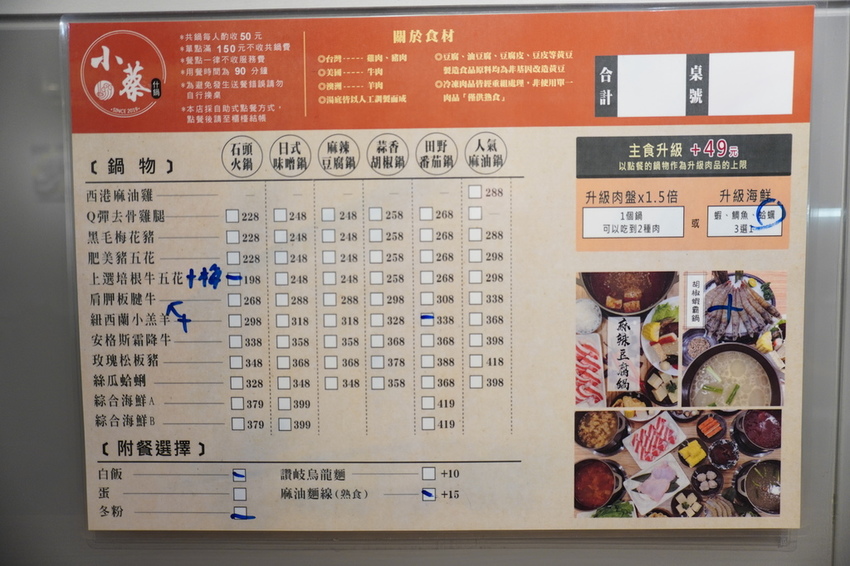 小蔡
什鍋
SINCE 2015
*共鍋每人酌收50元
*單點滿 150元不收共鍋費
*餐點一律不收服務費
*用餐時間為 90 分鐘
*為避免發生送餐錯誤請勿
自行換桌
*本店採自助式點餐方式，
點餐後請至櫃檯結帳
關於食材
◎台灣-----雞肉、豬肉
◎美國-----牛肉
◎澳洲-----羊肉
◎湯底皆以人工調製而成
◎豆腐、油豆腐、豆腐皮、豆皮等黃豆
製造食品原料均為非基因改造黃豆
◎冷凍肉品皆經重組處理，非使用單一
肉品「僅供熟食」
合計
桌號
〔鍋 物〕 石頭火鍋 日式味噌鍋 麻辣豆腐鍋 蒜香胡椒鍋 田野番茄鍋 人氣麻油鍋
西港麻油雞 288
Q彈去骨雞腿 228 248 248 258 268
黑毛梅花豬 228 248 248 258 268 298
肥美豬五花 228 248 248 258 268 298
上選培根牛五花 198 248 248 258 268 298
肩胛板腱牛 268 288 288 298 308 338
紐西蘭小羔羊 298 318 318 328 338 368
安格斯霜降牛 338 358 358 368 368 398
玫瑰松板豬 348 368 368 378 388 418
絲瓜蛤蜊 328 348 348 358 368 398
綜合海鮮A 379 399 419
綜合海鮮B 379 399 419
〔附餐選擇〕
白飯 讚岐烏龍麵 +10
蛋 麻油麵線(熟食) +15
冬粉
主食升級 +49元
以點餐的鍋物作為升級肉品的上限
升級肉盤x1.5倍
1個鍋
可以吃到2種肉
或
升級海鮮
蝦、鯛魚、蛤蠣
3選1
麻辣豆腐鍋
胡椒蝦蠱鍋